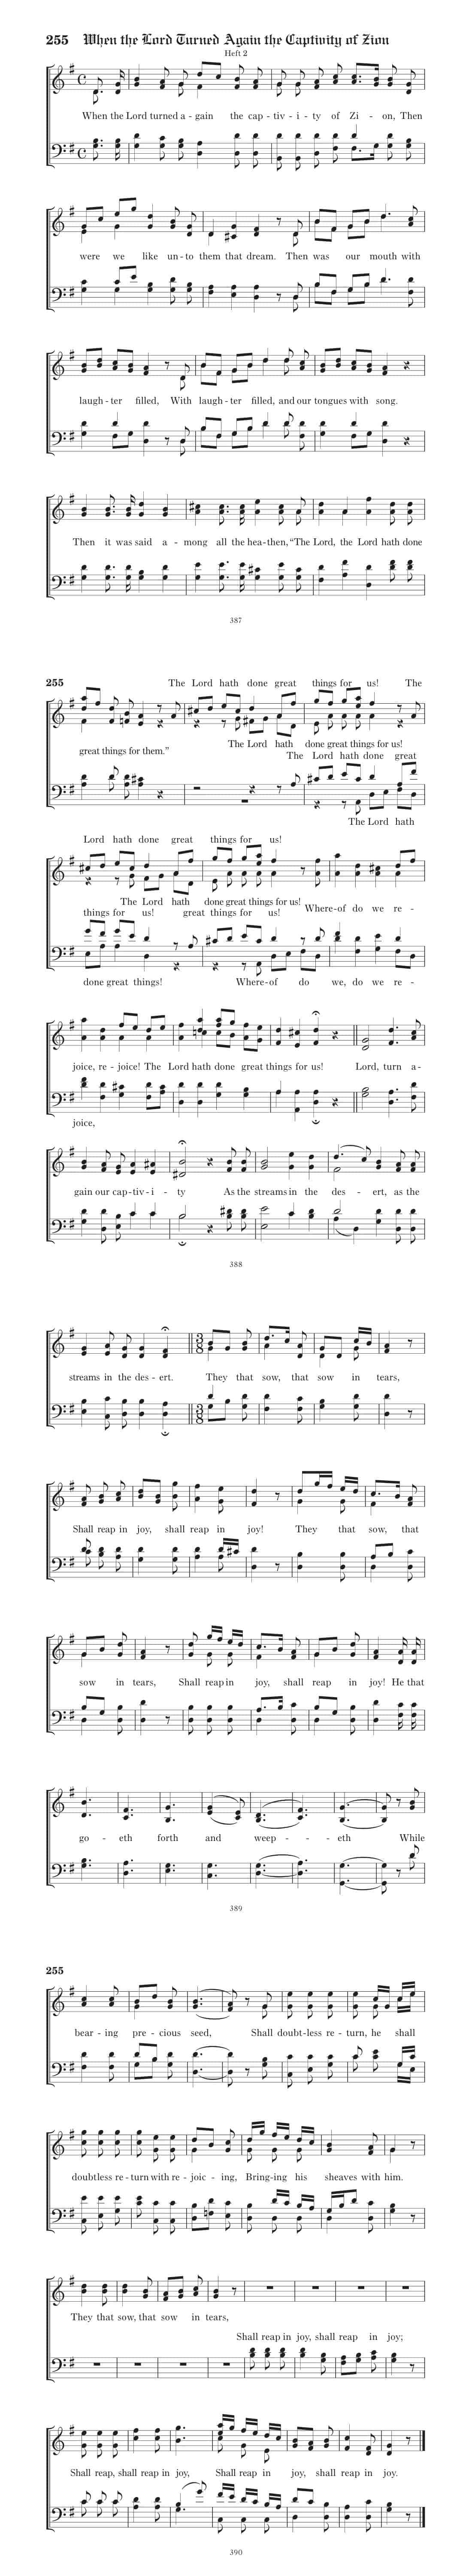 255 When the Lord Turned Again the Captivity of Zion
Heft 2
When the Lord turned a - gain the cap - tiv - i - ty of Zi - on, Then
were we like un - to them that dream. Then was our mouth with
laugh - ter filled, With laugh - ter filled, and our tongues with song.
Then it was said a - mong all the hea - then, “The Lord, the Lord hath done
387
255
The Lord hath done great things for us! The
great things for them.”
The Lord hath done great things for us!
The Lord hath done great
The Lord hath
Lord hath done great things for us!
The Lord hath done great things for us!
things for us! great things for us!
Where - of do we re -
done great things! Where - of do we, do we re -
joice, re - joice! The Lord hath done great things for us! Lord, turn a -
joice,
gain our cap - tiv - i - ty As the streams in the des - ert, as the
388
streams in the des - ert. They that sow, that sow in tears,
Shall reap in joy, shall reap in joy! They that sow, that
sow in tears, Shall reap in joy, shall reap in joy! He that
go - eth forth and weep - - - eth While
389
255
bear - ing pre - cious seed, Shall doubt - less re - turn, he shall
doubtless re - turn with re - joic - ing, Bring - ing his sheaves with him.
They that sow, that sow in tears,
Shall reap in joy, shall reap in joy;
Shall reap, shall reap in joy, Shall reap in joy, shall reap in joy.
390